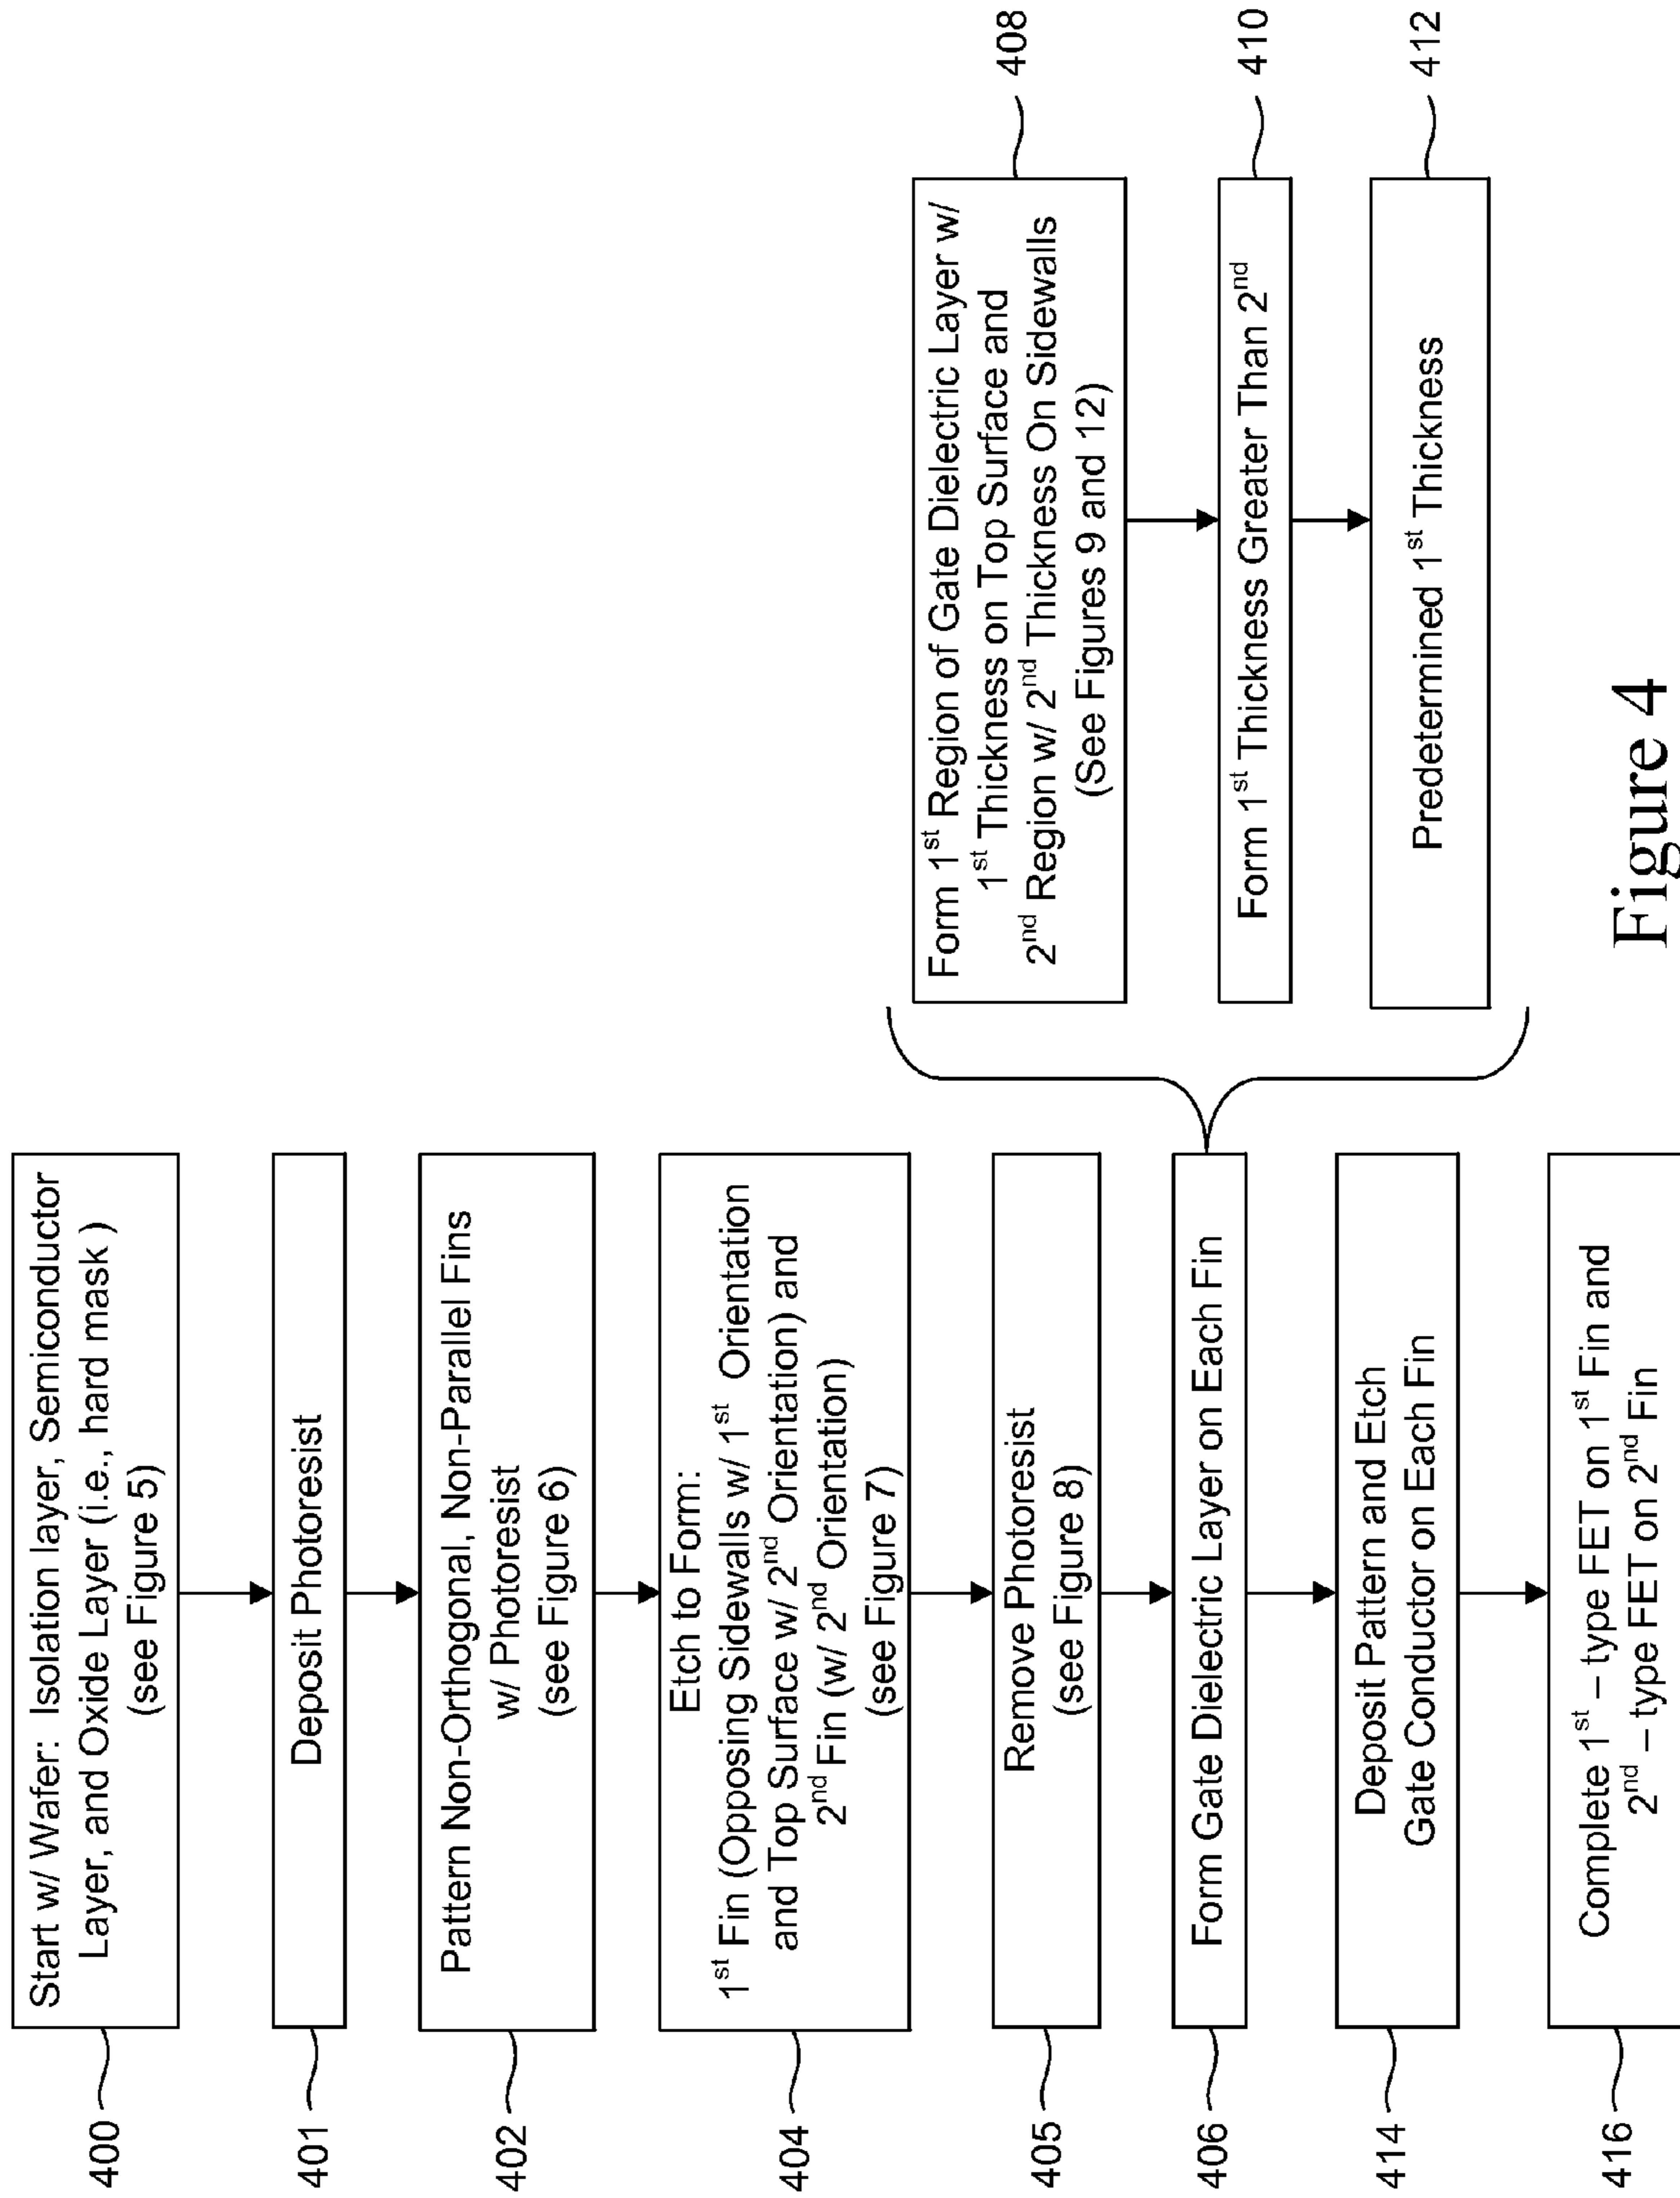 400
Start w/ Wafer: Isolation layer, Semiconductor
Layer, and Oxide Layer (i.e., hard mask )
(see Figure 5)
401
Deposit Photoresist
402
Pattern Non-Orthogonal, Non-Parallel Fins
w/ Photoresist
(see Figure 6)
404
Etch to Form:
1st Fin (Opposing Sidewalls w/ 1st Orientation
and Top Surface w/ 2nd Orientation) and
2nd Fin (w/ 2nd Orientation)
(see Figure 7)
405
Remove Photoresist
(see Figure 8)
406
Form Gate Dielectric Layer on Each Fin
408
Form 1st Region of Gate Dielectric Layer w/
1st Thickness on Top Surface and
2nd Region w/ 2nd Thickness On Sidewalls
(See Figures 9 and 12)
410
Form 1st Thickness Greater Than 2nd
412
Predetermined 1st Thickness
414
Deposit Pattern and Etch
Gate Conductor on Each Fin
416
Complete 1st – type FET on 1st Fin and
2nd – type FET on 2nd Fin
Figure 4